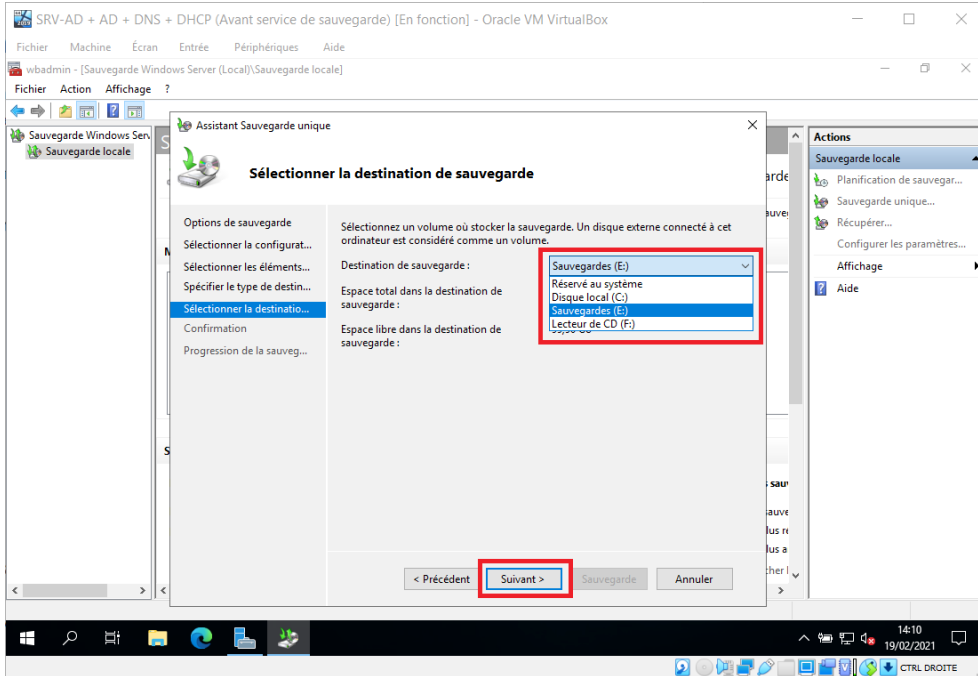 SRV-AD + AD + DNS + DHCP (Avant service de sauvegarde) [En fonction] - Oracle VM VirtualBox
Fichier Machine Écran Entrée Périphériques Aide
wbadmin - [Sauvegarde Windows Server (Local)\Sauvegarde locale]
Fichier Action Affichage ?
Sauvegarde Windows Serv
Sauvegarde locale
Assistant Sauvegarde unique
Sélectionner la destination de sauvegarde
Options de sauvegarde
Sélectionner la configurat...
Sélectionner les éléments...
Spécifier le type de destin...
Sélectionner la destinatio...
Confirmation
Progression de la sauveg...
Sélectionnez un volume où stocker la sauvegarde. Un disque externe connecté à cet
ordinateur est considéré comme un volume.
Destination de sauvegarde :
Sauvegardes (E:)
Réservé au système
Disque local (C:)
Sauvegardes (E:)
Lecteur de CD (F:)
Espace total dans la destination de
sauvegarde :
Espace libre dans la destination de
sauvegarde :
< Précédent
Suivant >
Sauvegarde
Annuler
Actions
Sauvegarde locale
Planification de sauvegar...
Sauvegarde unique...
Récupérer...
Configurer les paramètres...
Affichage
Aide
14:10
19/02/2021
CTRL DROITE